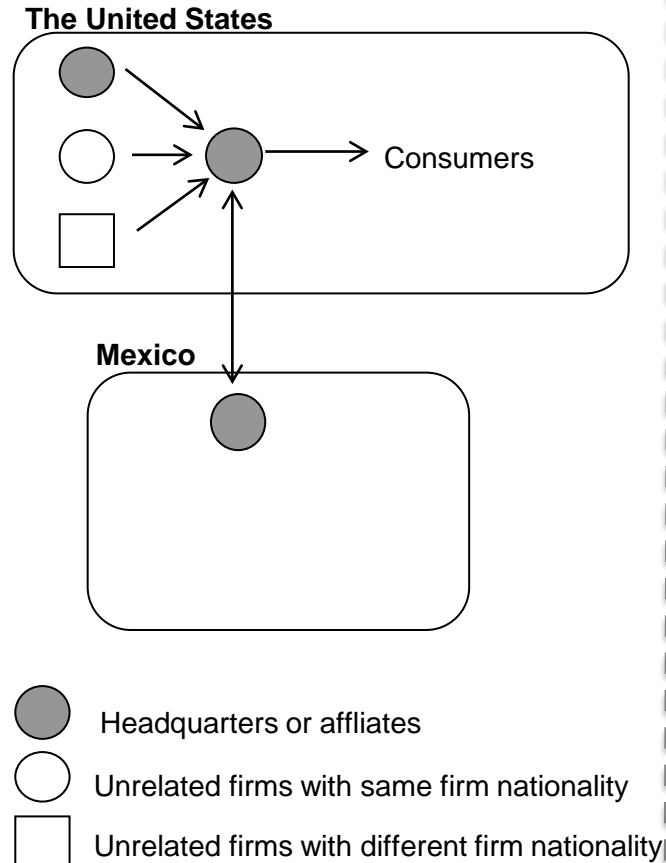 The United States
Consumers
Mexico
Headquarters or affliates
Unrelated firms with same firm nationality
Unrelated firms with different firm nationality